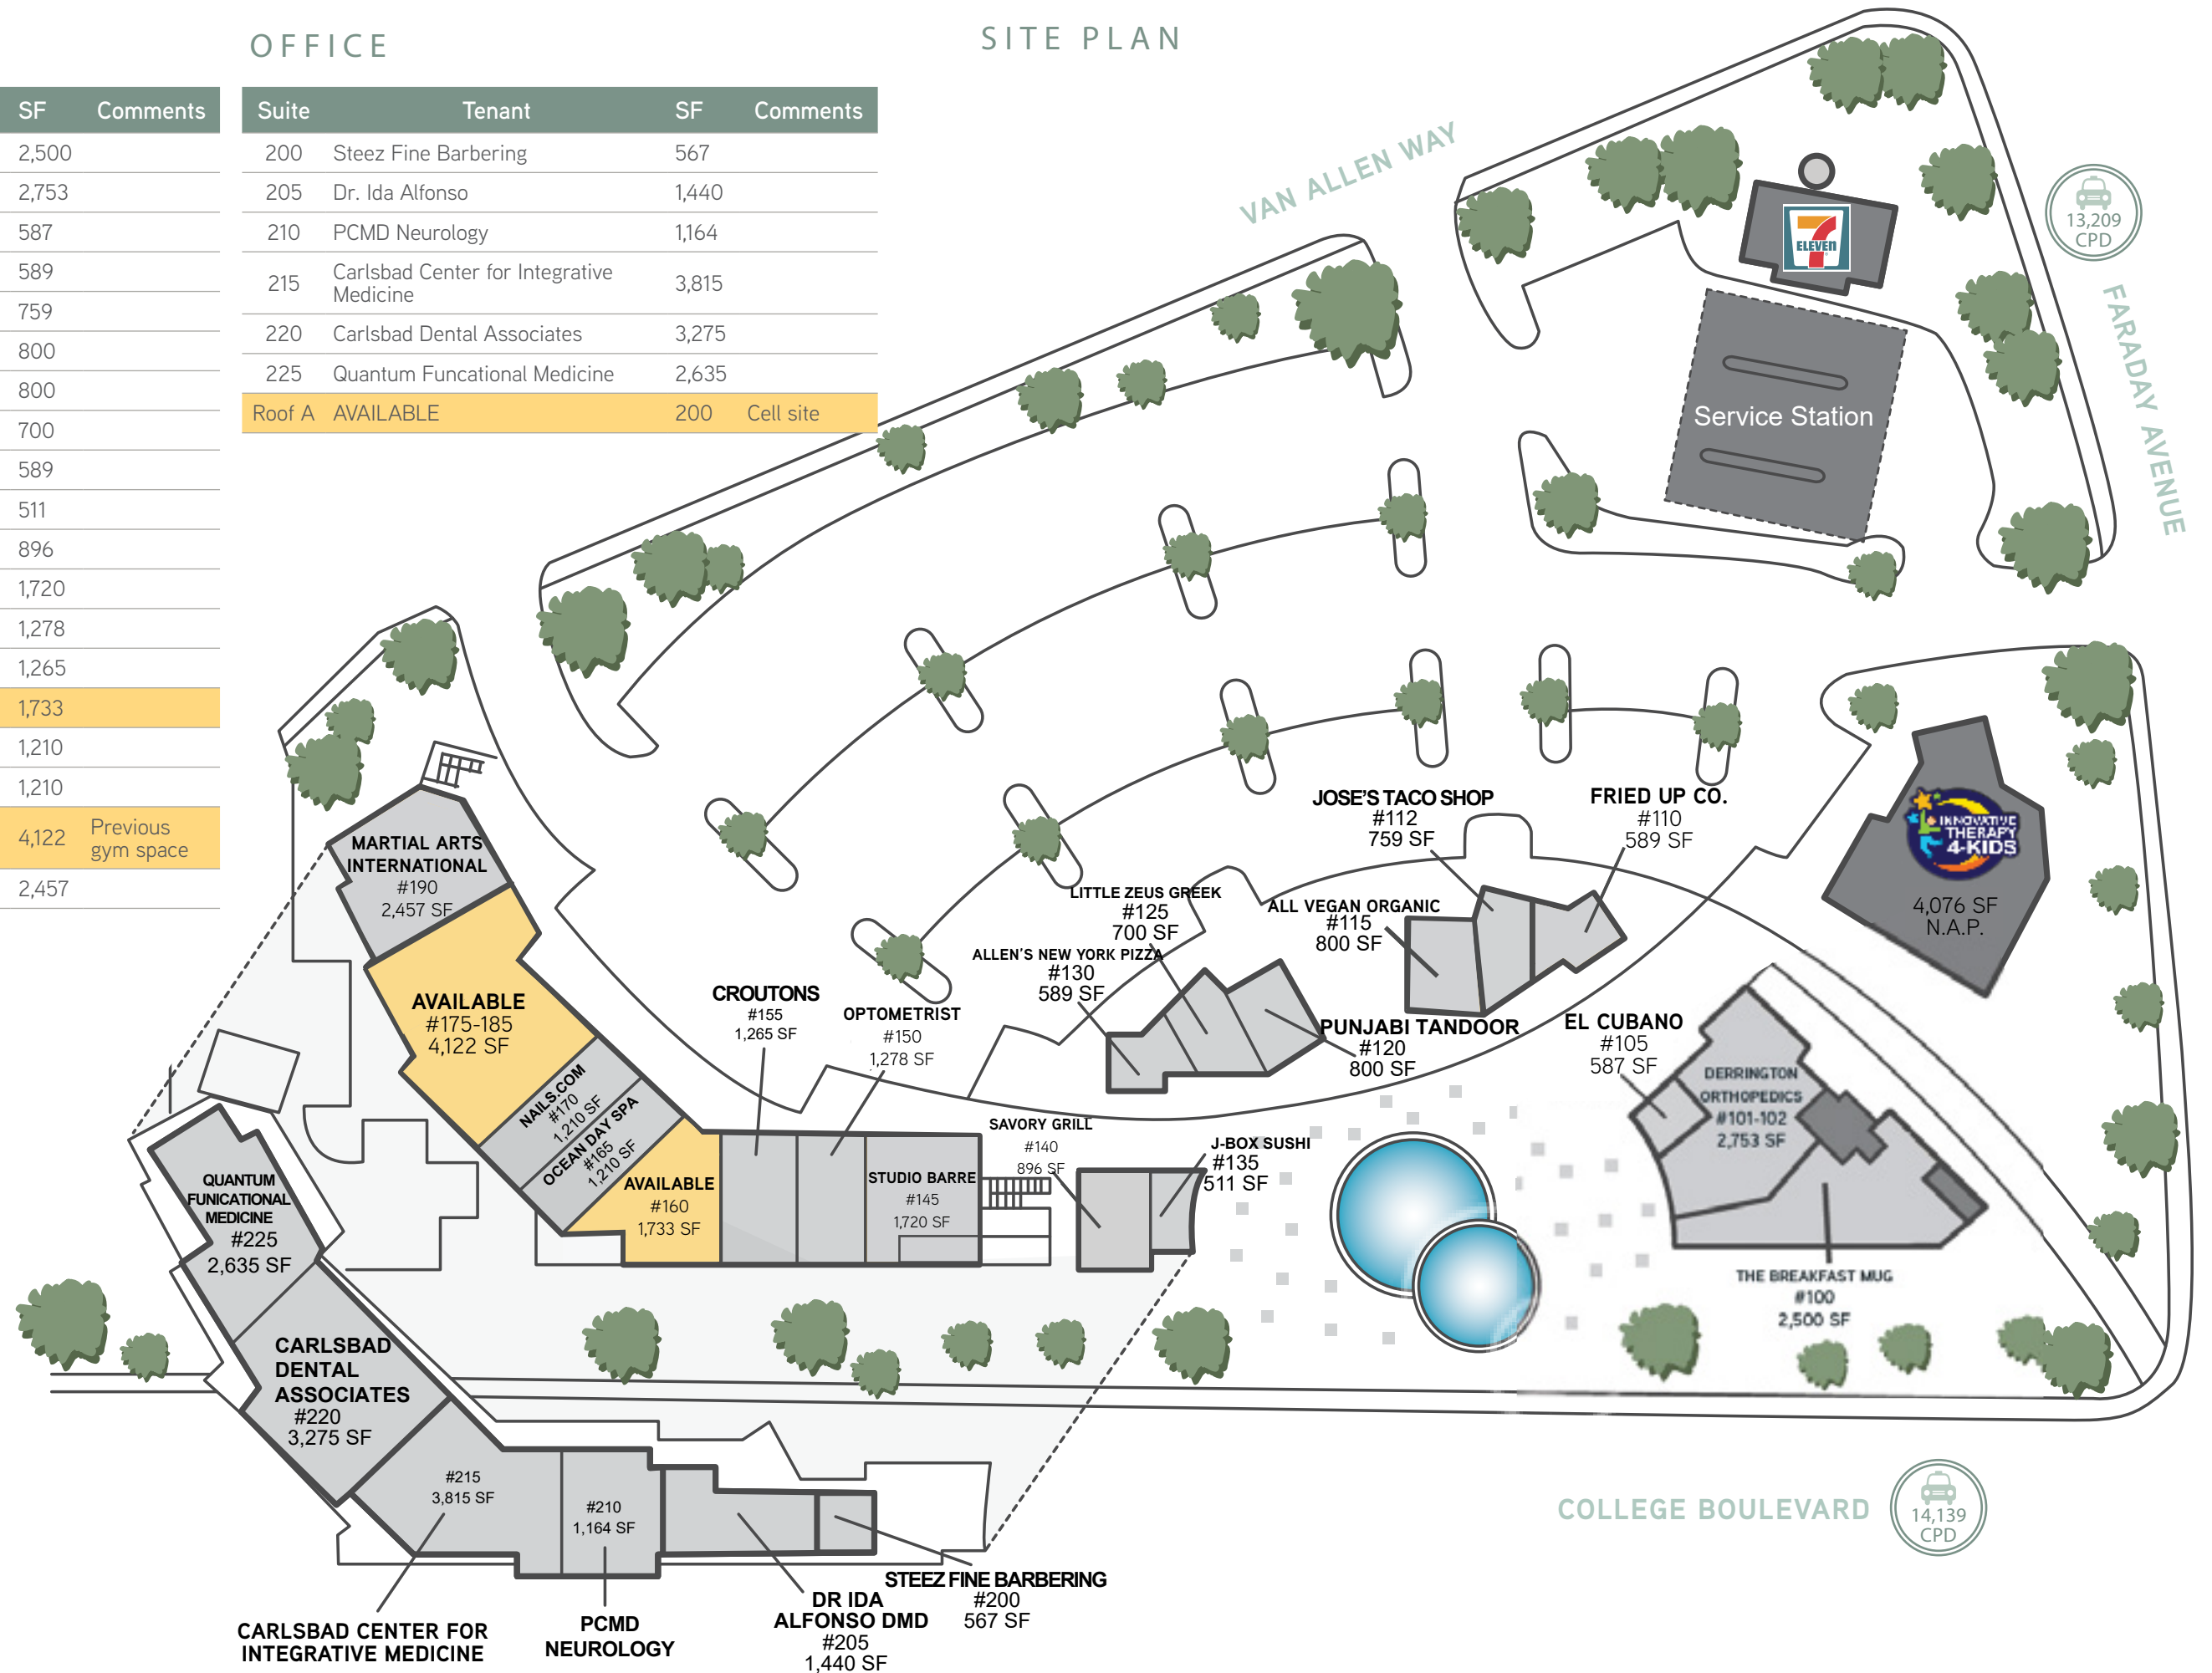 OFFICE
SITE PLAN
SF Comments
2,500
2,753
587
589
759
800
800
700
589
511
896
1,720
1,278
1,265
1,733
1,210
1,210
4,122 Previous
gym space
2,457
Suite Tenant SF Comments
200 Steez Fine Barbering 567
205 Dr. Ida Alfonso 1,440
210 PCMD Neurology 1,164
215 Carlsbad Center for Integrative
Medicine 3,815
220 Carlsbad Dental Associates 3,275
225 Quantum Funcational Medicine 2,635
Roof A AVAILABLE 200 Cell site
VAN ALLEN WAY
7
ELEVEN
13,209
CPD
FARADAY AVENUE
Service Station
JOSE'S TACO SHOP
#112
759 SF
FRIED UP CO.
#110
589 SF
INNOVATIVE
THERAPY
4-KIDS
4,076 SF
N.A.P.
MARTIAL ARTS
INTERNATIONAL
#190
2,457 SF
LITTLE ZEUS GREEK
#125
700 SF
ALL VEGAN ORGANIC
#115
800 SF
ALLEN'S NEW YORK PIZZA
#130
589 SF
AVAILABLE
#175-185
4,122 SF
CROUTONS
#155
1,265 SF
OPTOMETRIST
#150
1,278 SF
PUNJABI TANDOOR
#120
800 SF
EL CUBANO
#105
587 SF
DERRINGTON
ORTHOPEDICS
#101-102
2,753 SF
NAILS.COM
#170
1,210 SF
OCEAN DAY SPA
#165
1,210 SF
AVAILABLE
#160
1,733 SF
STUDIO BARRE
#145
1,720 SF
SAVORY GRILL
#140
896 SF
J-BOX SUSHI
#135
511 SF
THE BREAKFAST MUG
#100
2,500 SF
QUANTUM
FUNICATIONAL
MEDICINE
#225
2,635 SF
CARLSBAD
DENTAL
ASSOCIATES
#220
3,275 SF
#215
3,815 SF
#210
1,164 SF
CARLSBAD CENTER FOR
INTEGRATIVE MEDICINE
PCMD
NEUROLOGY
DR IDA
ALFONSO DMD
#205
1,440 SF
STEEZ FINE BARBERING
#200
567 SF
COLLEGE BOULEVARD
14,139
CPD